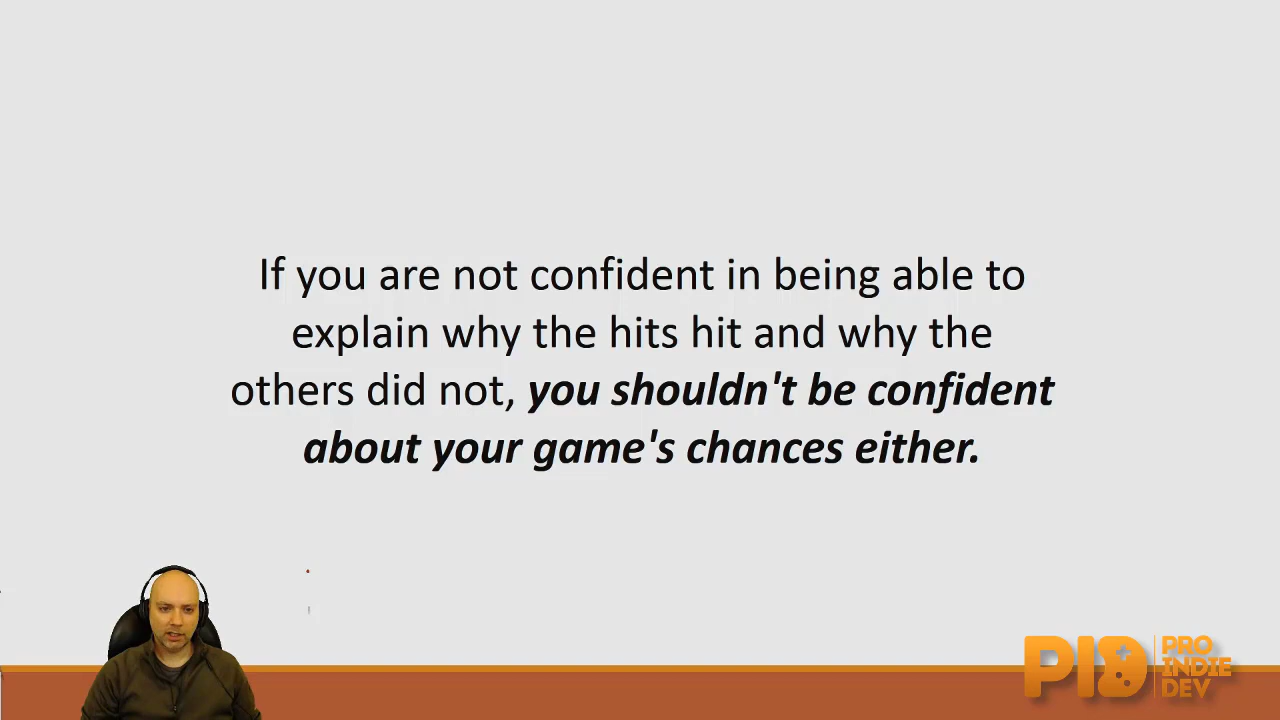 If you are not confident in being able to
explain why the hits hit and why the
others did not, you shouldn't be confident
about your game's chances either.
PID
PRO
INDIE
DEV